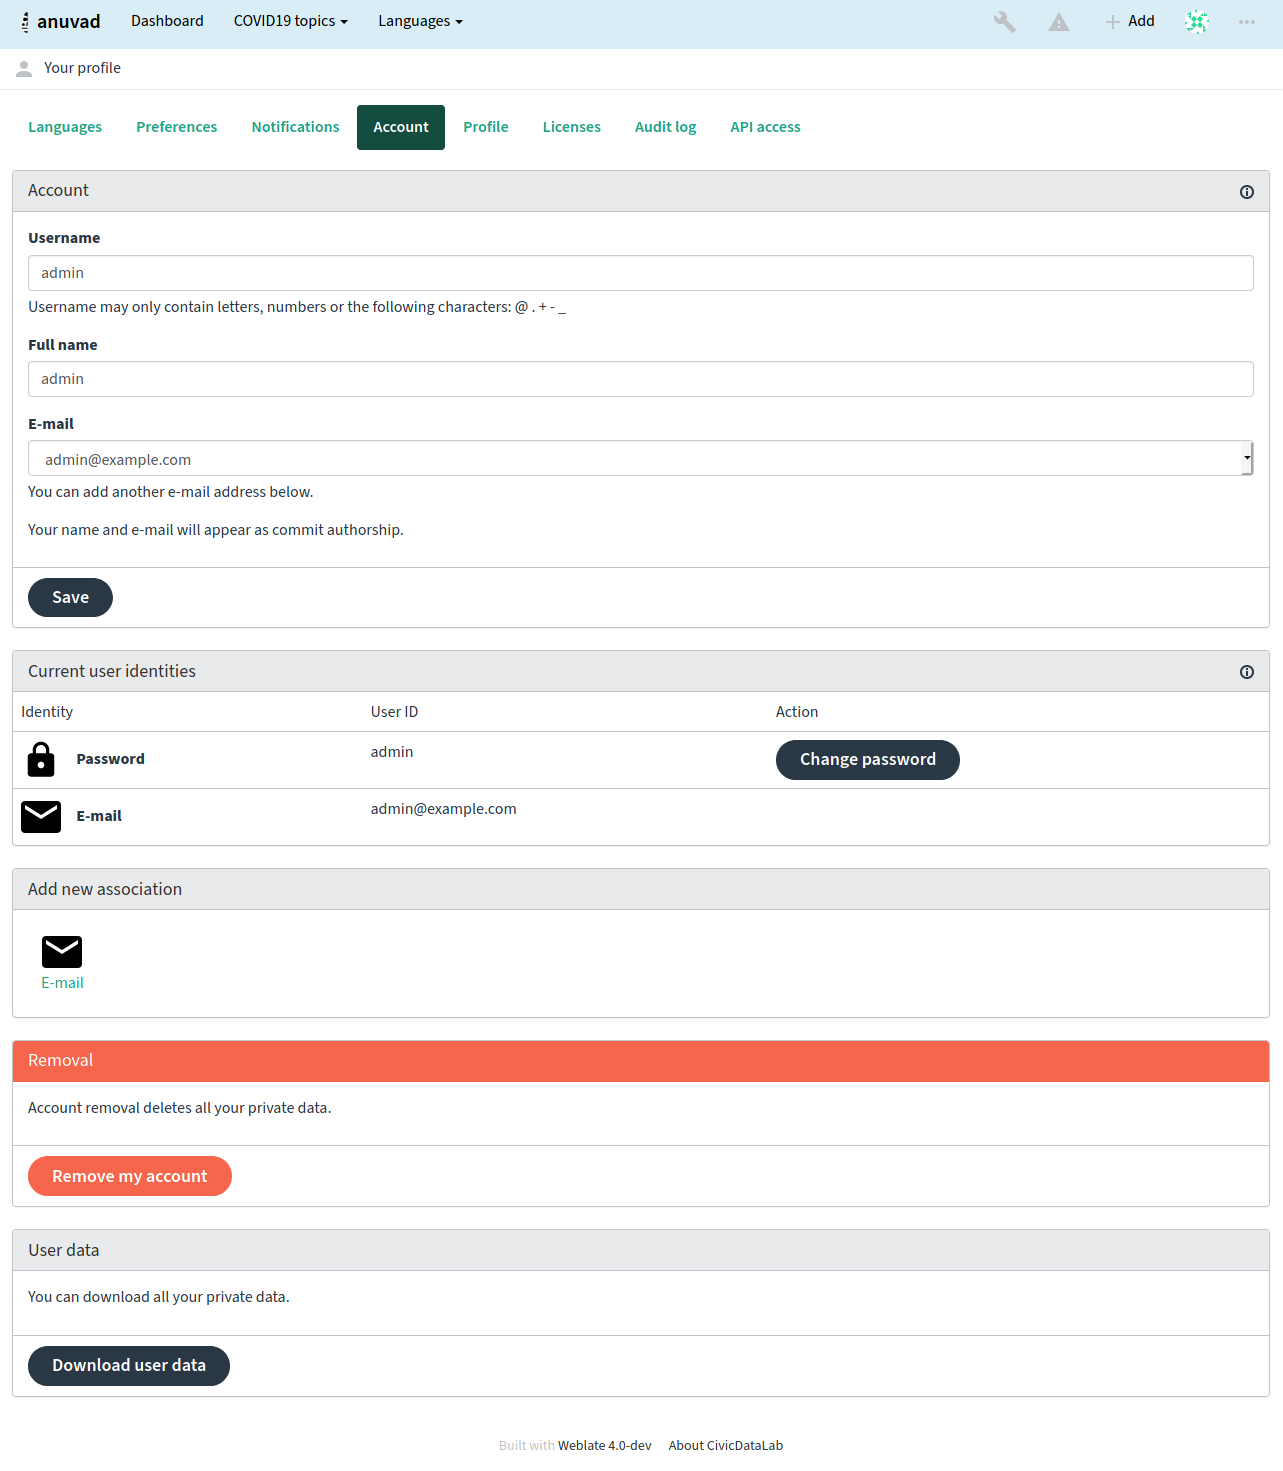 anuvad Dashboard COVID19 topics Languages Add
Your profile
Languages Preferences Notifications Account Profile Licenses Audit log API access
Account
Username
admin
Username may only contain letters, numbers or the following characters: @ . + - _
Full name
admin
E-mail
admin@example.com
You can add another e-mail address below.
Your name and e-mail will appear as commit authorship.
Save
Current user identities
Identity User ID Action
Password admin Change password
E-mail admin@example.com
Add new association
E-mail
Removal
Account removal deletes all your private data.
Remove my account
User data
You can download all your private data.
Download user data
Built with Weblate 4.0-dev About CivicDataLab